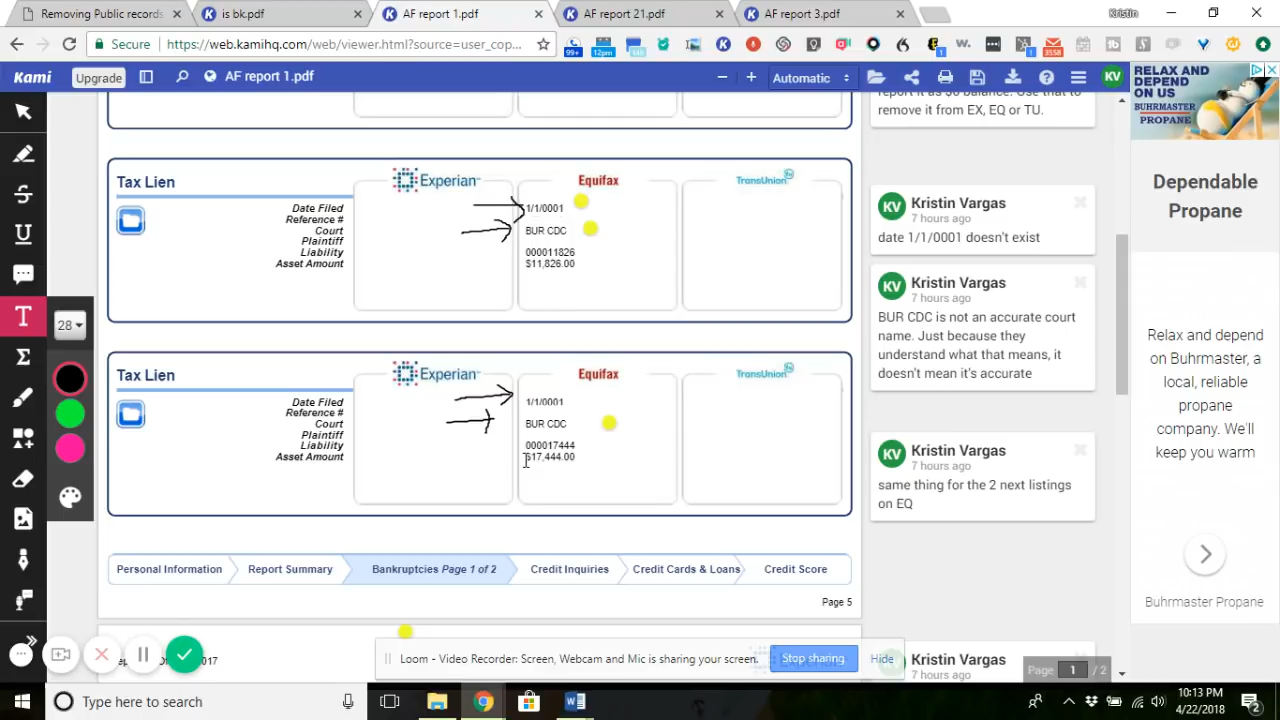 Removing Public records
is bk.pdf
AF report 1.pdf
AF report 21.pdf
AF report 3.pdf
Kristin
Secure
https://web.kamihq.com/web/viewer.html?source=user_cop...
Kami
Upgrade
AF report 1.pdf
Automatic
KV
report it as $0 balance. Use that to
remove it from EX, EQ or TU.
RELAX AND
DEPEND
ON US
BUHRMASTER
PROPANE
Dependable
Propane
Relax and depend
on Buhrmaster, a
local, reliable
propane
company. We'll
keep you warm
Buhrmaster Propane
Tax Lien
Experian
Equifax
TransUnion
Date Filed
1/1/0001
Reference #
Court
BUR CDC
Plaintiff
Liability
000011826
Asset Amount
$11,826.00
KV
Kristin Vargas
7 hours ago
date 1/1/0001 doesn't exist
KV
Kristin Vargas
7 hours ago
BUR CDC is not an accurate court
name. Just because they
understand what that means, it
doesn't mean it's accurate
28
Tax Lien
Experian
Equifax
TransUnion
Date Filed
1/1/0001
Reference #
Court
BUR CDC
Plaintiff
Liability
000017444
Asset Amount
$17,444.00
KV
Kristin Vargas
7 hours ago
same thing for the 2 next listings
on EQ
Personal Information
Report Summary
Bankruptcies Page 1 of 2
Credit Inquiries
Credit Cards & Loans
Credit Score
Page 5
2017
Loom - Video Recorder: Screen, Webcam and Mic is sharing your screen.
Stop sharing
Hide
Kristin Vargas
7 hours ago
Page 1 / 2
Type here to search
10:13 PM
4/22/2018
2